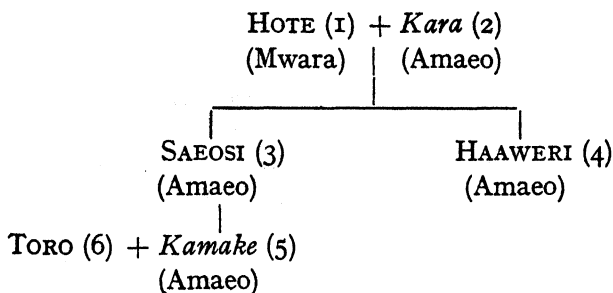 HOTE (1) + Kara (2)
(Mwara) (Amaeo)
SAEOSI (3) HAAWERI (4)
(Amaeo) (Amaeo)
TORO (6) + Kamake (5)
(Amaeo)